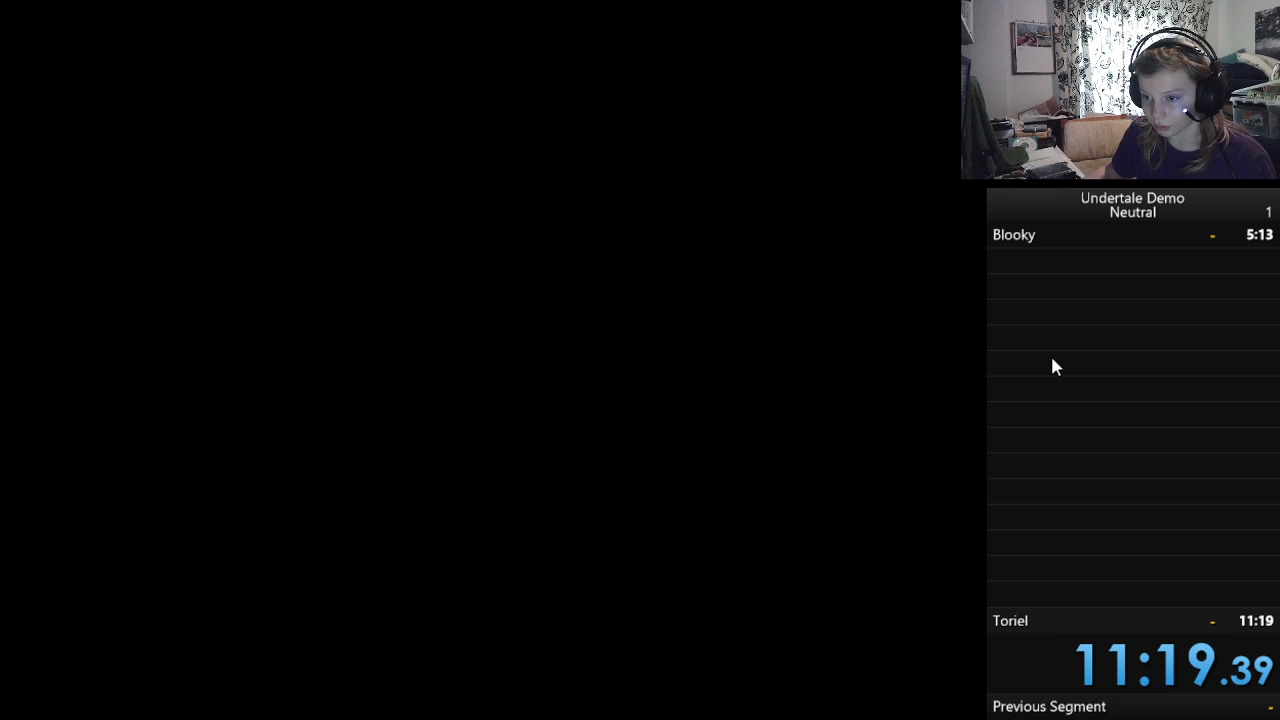 Undertale Demo
Neutral 1
Blooky - 5:13
Toriel - 11:19
11:19.39
Previous Segment -